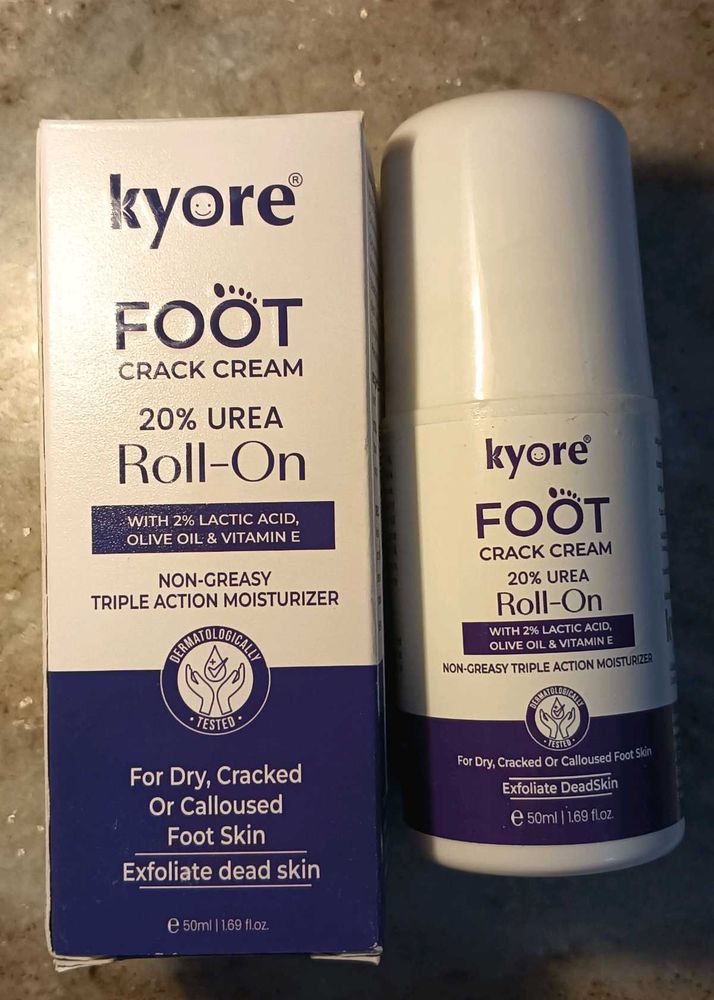 kyore®
FOOT
CRACK CREAM
20% UREA
Roll-On
WITH 2% LACTIC ACID,
OLIVE OIL & VITAMIN E
NON-GREASY
TRIPLE ACTION MOISTURIZER
DERMATOLOGICALLY
• TESTED •
For Dry, Cracked
Or Calloused
Foot Skin
Exfoliate dead skin
℮ 50ml | 1.69 fl.oz.
kyore®
FOOT
CRACK CREAM
20% UREA
Roll-On
WITH 2% LACTIC ACID,
OLIVE OIL & VITAMIN E
NON-GREASY TRIPLE ACTION MOISTURIZER
DERMATOLOGICALLY
• TESTED •
For Dry, Cracked Or Calloused Foot Skin
Exfoliate DeadSkin
℮ 50ml | 1.69 fl.oz.